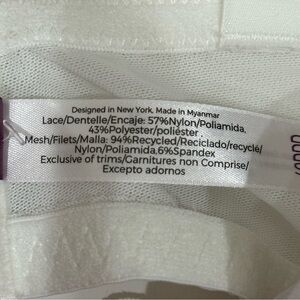 Designed in New York, Made in Myanmar
Lace/Dentelle/Encaje: 57%Nylon/Poliamida,
43%Polyester/poliéster .
Mesh/Filets/Malla: 94%Recycled/Reciclado/recyclé/
Nylon/Poliamida,6%Spandex
Exclusive of trims/Garnitures non Comprise/
Excepto adornos